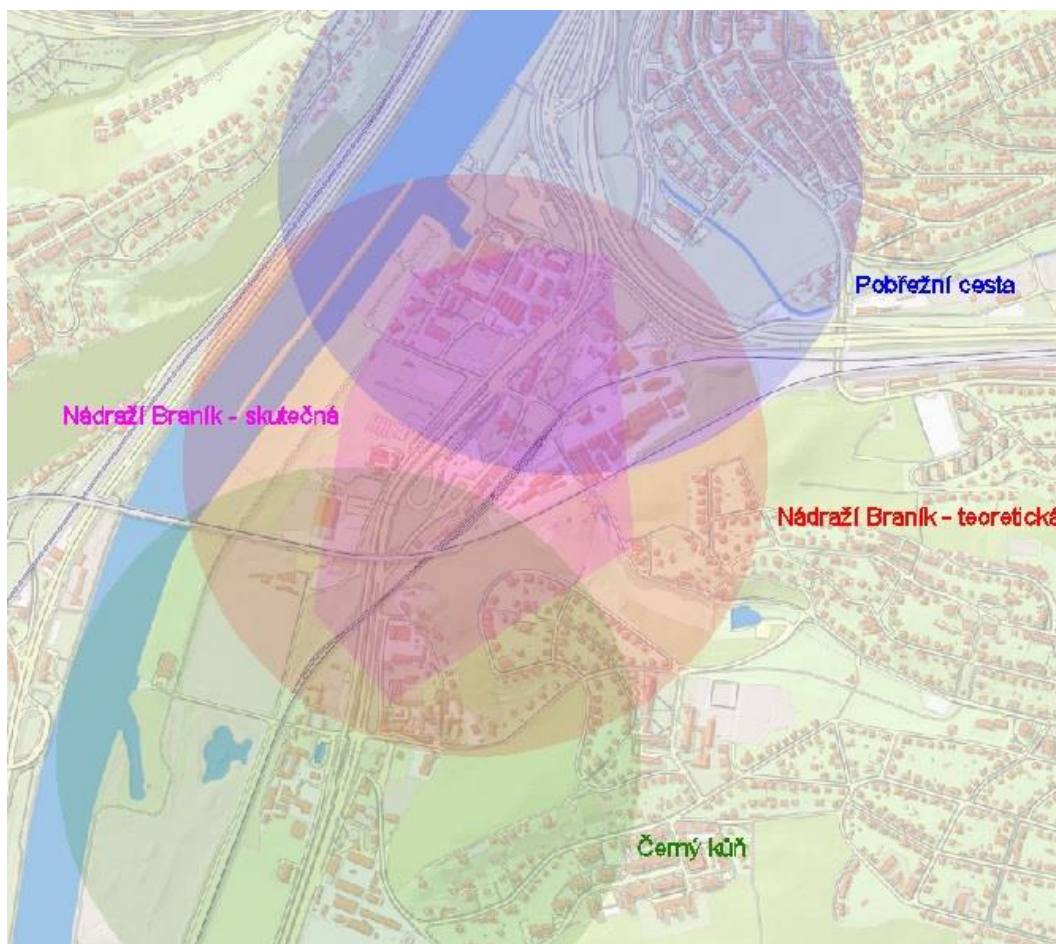 Pobřežní cesta
Nádraží Braník - skutečná
Nádraží Braník - teoretická
Černý kůň